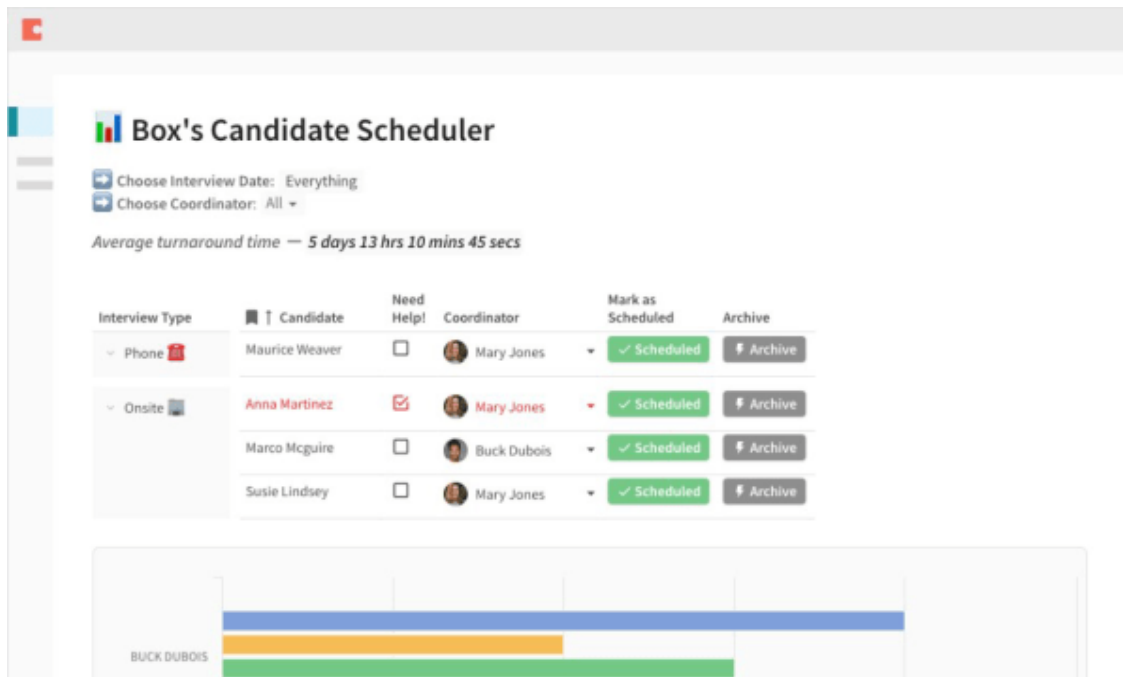 Box's Candidate Scheduler
Choose Interview Date: Everything
Choose Coordinator: All
Average turnaround time — 5 days 13 hrs 10 mins 45 secs
Interview Type Candidate Need Help! Coordinator Mark as Scheduled Archive
Phone Maurice Weaver Mary Jones Scheduled Archive
Onsite Anna Martinez Mary Jones Scheduled Archive
Marco Mcguire Buck Dubois Scheduled Archive
Susie Lindsey Mary Jones Scheduled Archive
BUCK DUBOIS